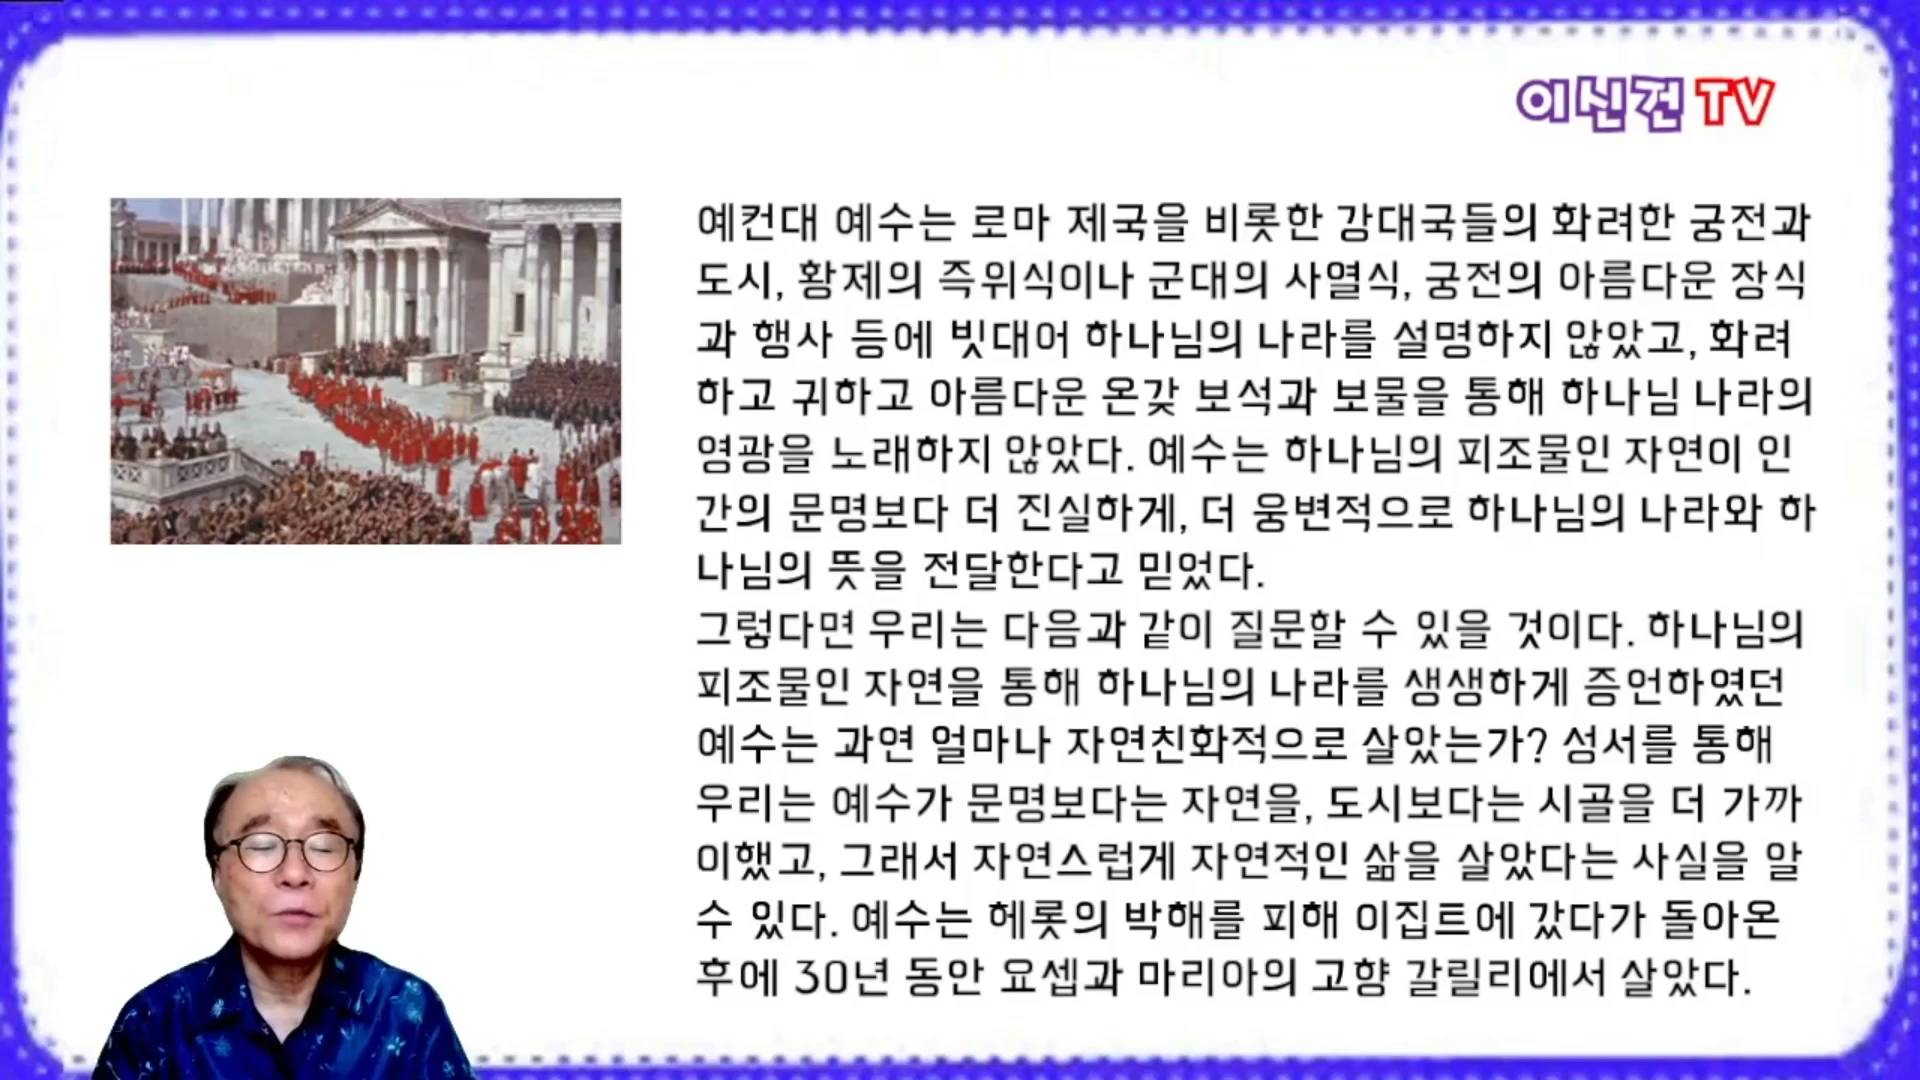 이신건 TV
예컨대 예수는 로마 제국을 비롯한 강대국들의 화려한 궁전과
도시, 황제의 즉위식이나 군대의 사열식, 궁전의 아름다운 장식
과 행사 등에 빗대어 하나님의 나라를 설명하지 않았고, 화려
하고 귀하고 아름다운 온갖 보석과 보물을 통해 하나님 나라의
영광을 노래하지 않았다. 예수는 하나님의 피조물인 자연이 인
간의 문명보다 더 진실하게, 더 웅변적으로 하나님의 나라와 하
나님의 뜻을 전달한다고 믿었다.
그렇다면 우리는 다음과 같이 질문할 수 있을 것이다. 하나님의
피조물인 자연을 통해 하나님의 나라를 생생하게 증언하였던
예수는 과연 얼마나 자연친화적으로 살았는가? 성서를 통해
우리는 예수가 문명보다는 자연을, 도시보다는 시골을 더 가까
이했고, 그래서 자연스럽게 자연적인 삶을 살았다는 사실을 알
수 있다. 예수는 헤롯의 박해를 피해 이집트에 갔다가 돌아온
후에 30년 동안 요셉과 마리아의 고향 갈릴리에서 살았다.